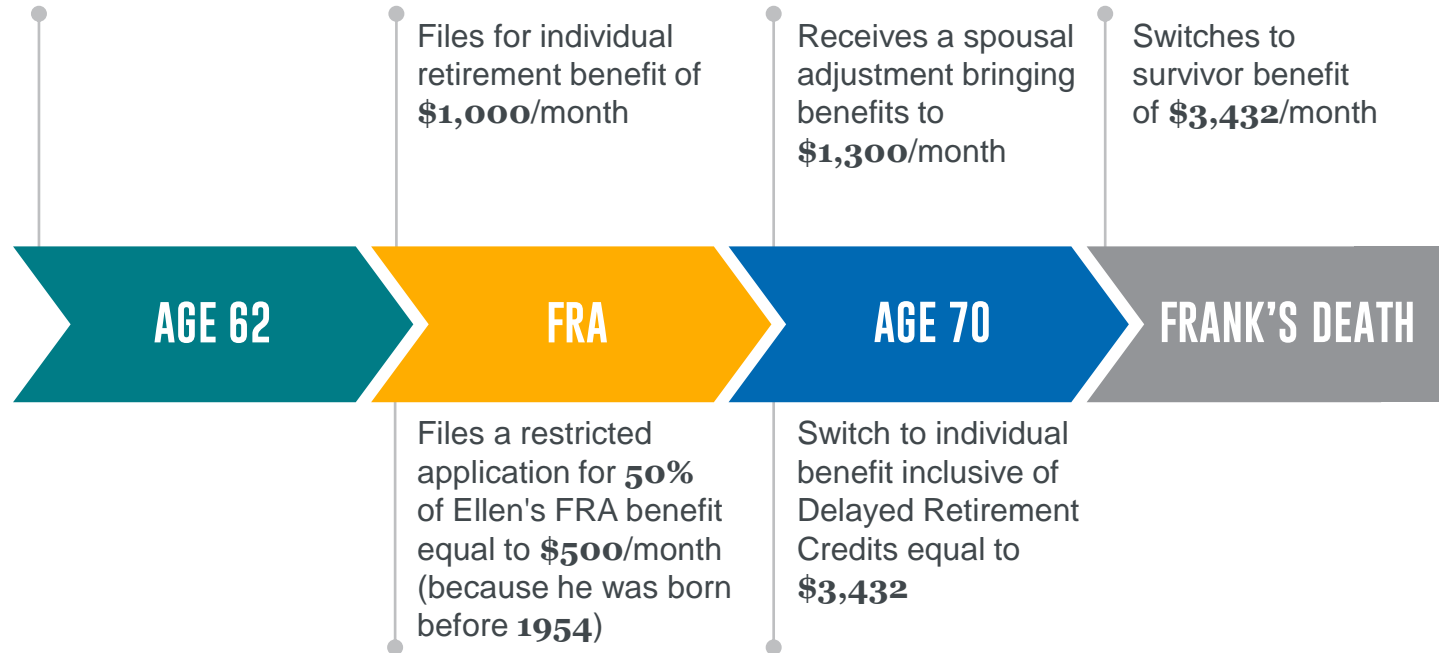 Files for individual
retirement benefit of
$1,000/month
Receives a spousal
adjustment bringing
benefits to
$1,300/month
Switches to
survivor benefit
of $3,432/month
AGE 62
FRA
AGE 70
FRANK'S DEATH
Files a restricted
application for 50%
of Ellen's FRA benefit
equal to $500/month
(because he was born
before 1954)
Switch to individual
benefit inclusive of
Delayed Retirement
Credits equal to
$3,432